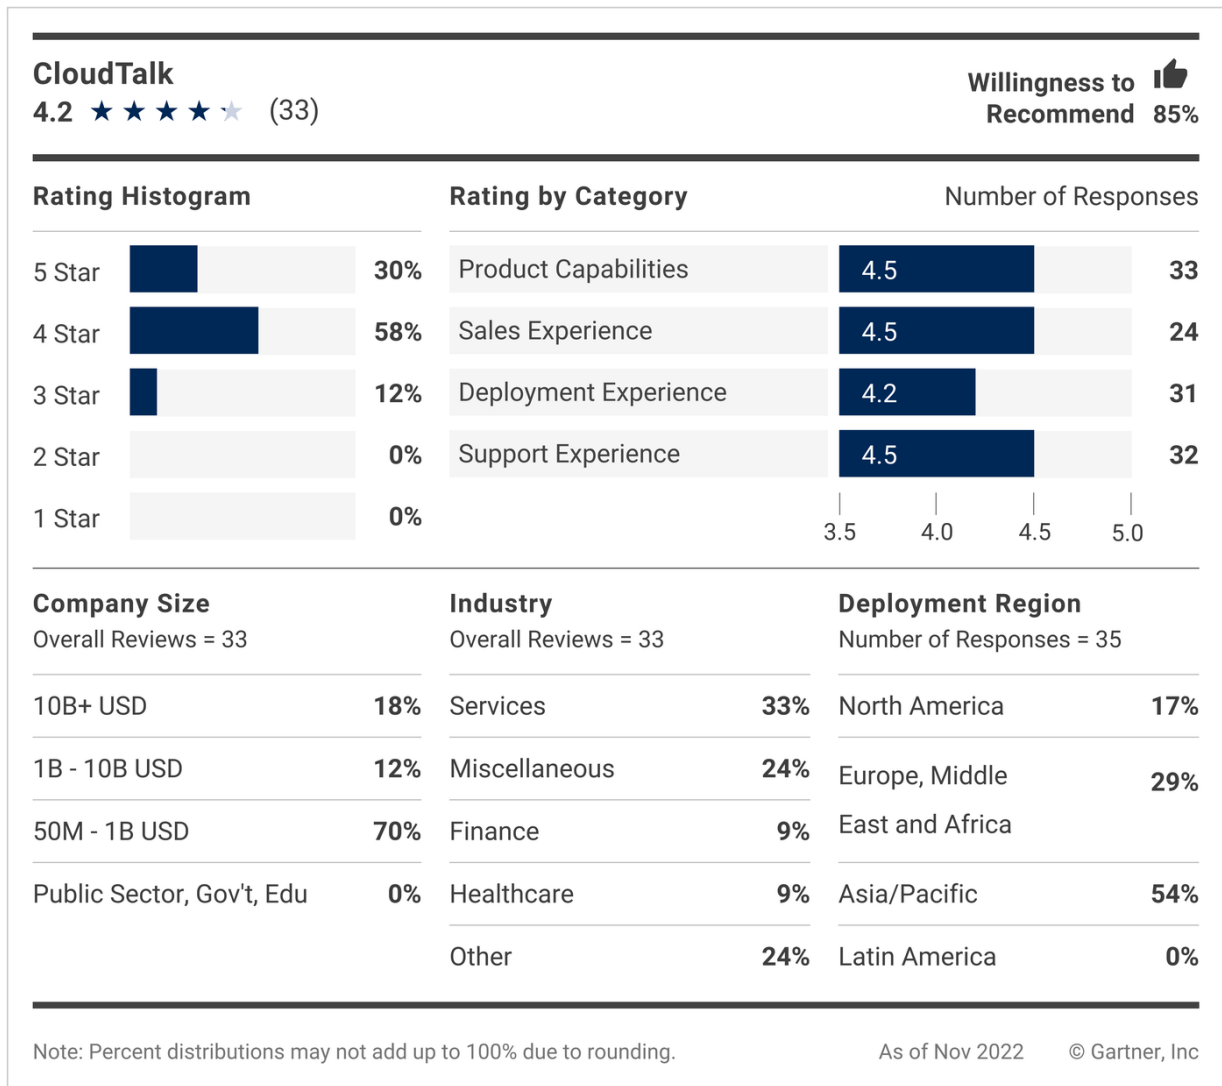 CloudTalk
4.2 ★ ★ ★ ★ ★ (33)
Willingness to
Recommend 85%
Rating Histogram
5 Star 30%
4 Star 58%
3 Star 12%
2 Star 0%
1 Star 0%
Rating by Category Number of Responses
Product Capabilities 4.5 33
Sales Experience 4.5 24
Deployment Experience 4.2 31
Support Experience 4.5 32
3.5 4.0 4.5 5.0
Company Size
Overall Reviews = 33
10B+ USD 18%
1B - 10B USD 12%
50M - 1B USD 70%
Public Sector, Gov't, Edu 0%
Industry
Overall Reviews = 33
Services 33%
Miscellaneous 24%
Finance 9%
Healthcare 9%
Other 24%
Deployment Region
Number of Responses = 35
North America 17%
Europe, Middle 29%
East and Africa
Asia/Pacific 54%
Latin America 0%
Note: Percent distributions may not add up to 100% due to rounding. As of Nov 2022 © Gartner, Inc